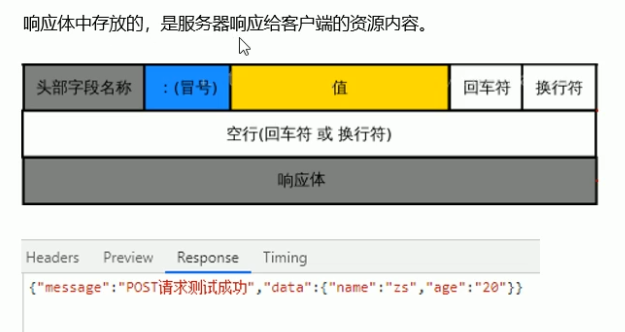 响应体中存放的，是服务器响应给客户端的资源内容。
头部字段名称 ：(冒号) 值 回车符 换行符
空行(回车符 或 换行符)
响应体
Headers Preview Response Timing
{"message":"POST请求测试成功","data":{"name":"zs","age":"20"}}